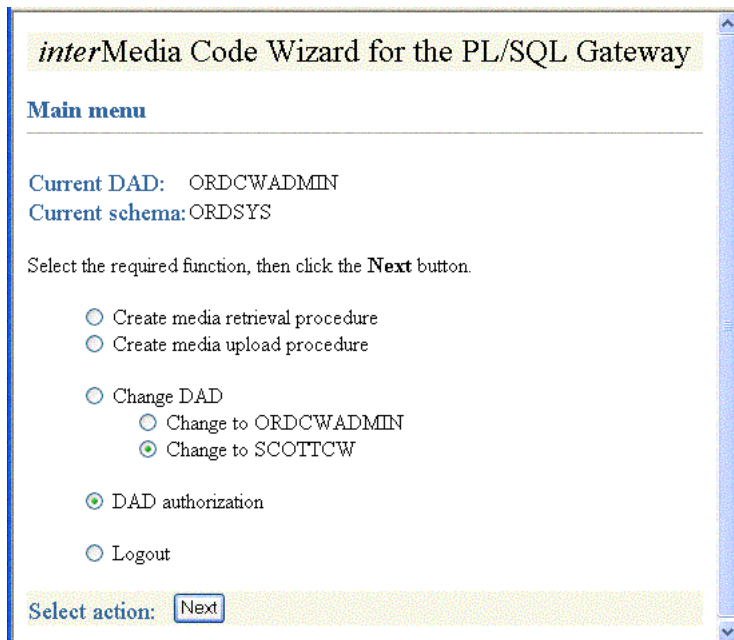 interMedia Code Wizard for the PL/SQL Gateway
Main menu
Current DAD: ORDCWADMIN
Current schema: ORDSYS
Select the required function, then click the Next button.
Create media retrieval procedure
Create media upload procedure
Change DAD
Change to ORDCWADMIN
Change to SCOTTCW
DAD authorization
Logout
Select action: Next